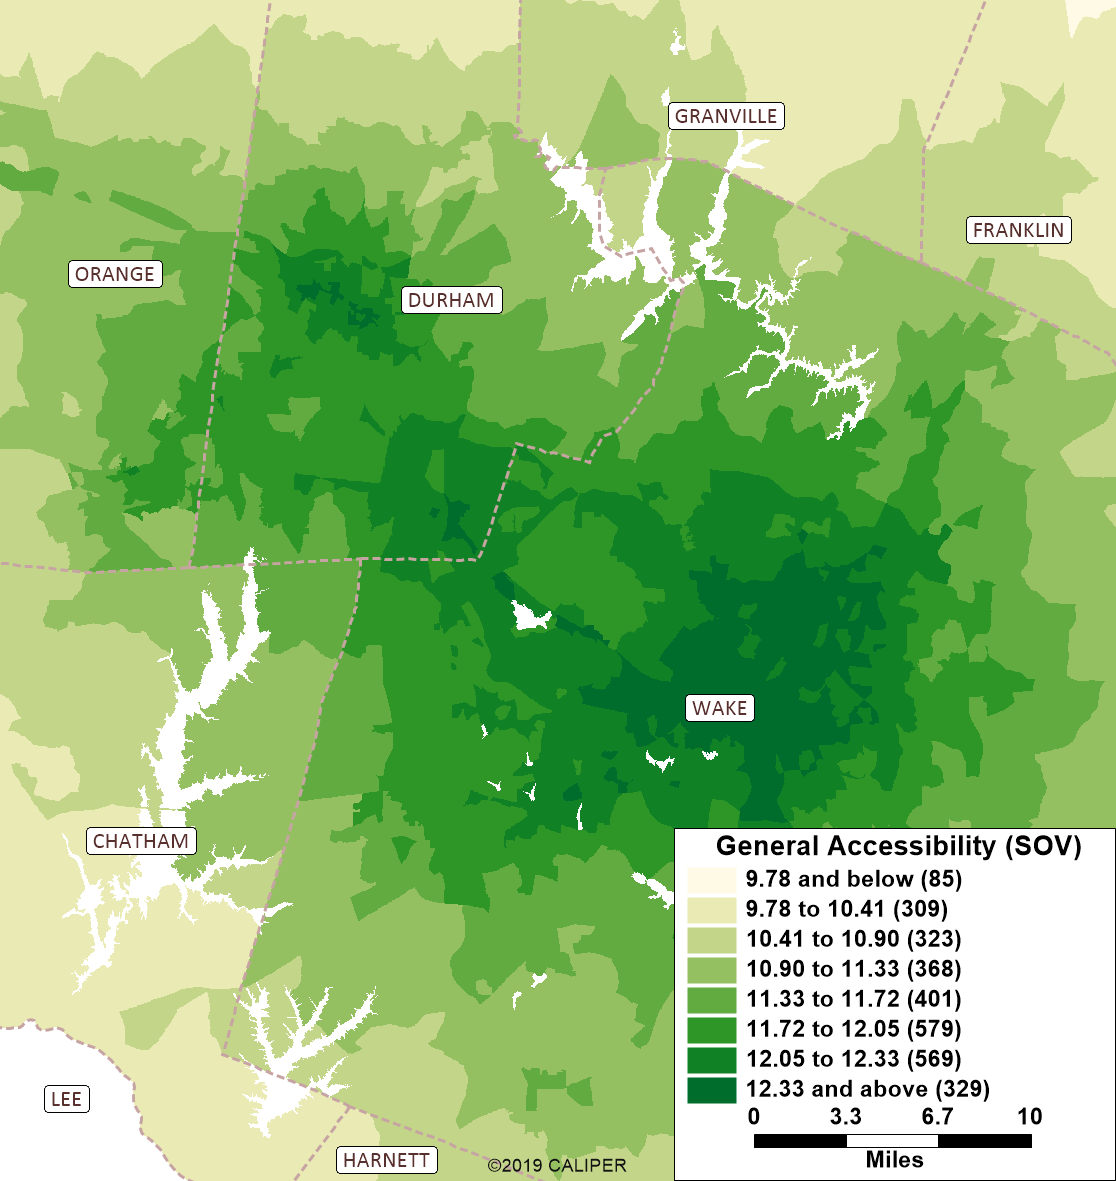 GRANVILLE
FRANKLIN
ORANGE
DURHAM
WAKE
CHATHAM
LEE
HARNETT
©2019 CALIPER
General Accessibility (SOV)
9.78 and below (85)
9.78 to 10.41 (309)
10.41 to 10.90 (323)
10.90 to 11.33 (368)
11.33 to 11.72 (401)
11.72 to 12.05 (579)
12.05 to 12.33 (569)
12.33 and above (329)
0 3.3 6.7 10
Miles